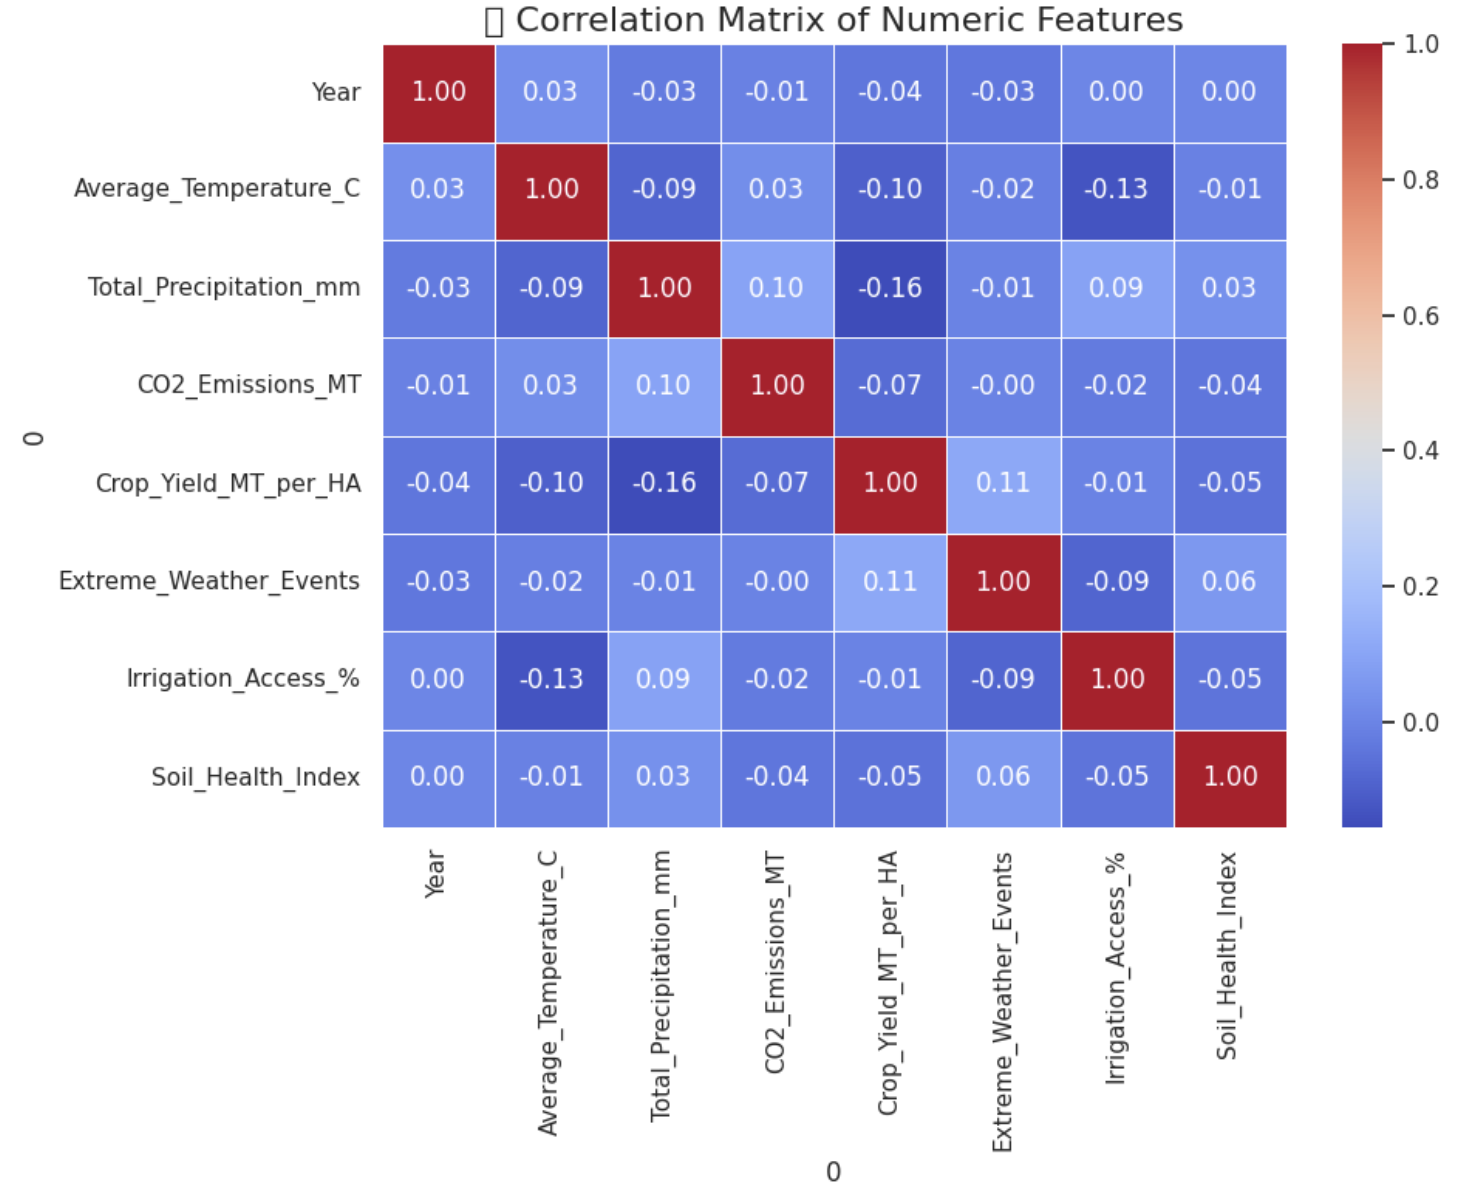 ▯ Correlation Matrix of Numeric Features
Year 1.00 0.03 -0.03 -0.01 -0.04 -0.03 0.00 0.00
Average_Temperature_C 0.03 1.00 -0.09 0.03 -0.10 -0.02 -0.13 -0.01
Total_Precipitation_mm -0.03 -0.09 1.00 0.10 -0.16 -0.01 0.09 0.03
CO2_Emissions_MT -0.01 0.03 0.10 1.00 -0.07 -0.00 -0.02 -0.04
Crop_Yield_MT_per_HA -0.04 -0.10 -0.16 -0.07 1.00 0.11 -0.01 -0.05
Extreme_Weather_Events -0.03 -0.02 -0.01 -0.00 0.11 1.00 -0.09 0.06
Irrigation_Access_% 0.00 -0.13 0.09 -0.02 -0.01 -0.09 1.00 -0.05
Soil_Health_Index 0.00 -0.01 0.03 -0.04 -0.05 0.06 -0.05 1.00
0
Year
Average_Temperature_C
Total_Precipitation_mm
CO2_Emissions_MT
Crop_Yield_MT_per_HA
Extreme_Weather_Events
Irrigation_Access_%
Soil_Health_Index
0
1.0
0.8
0.6
0.4
0.2
0.0